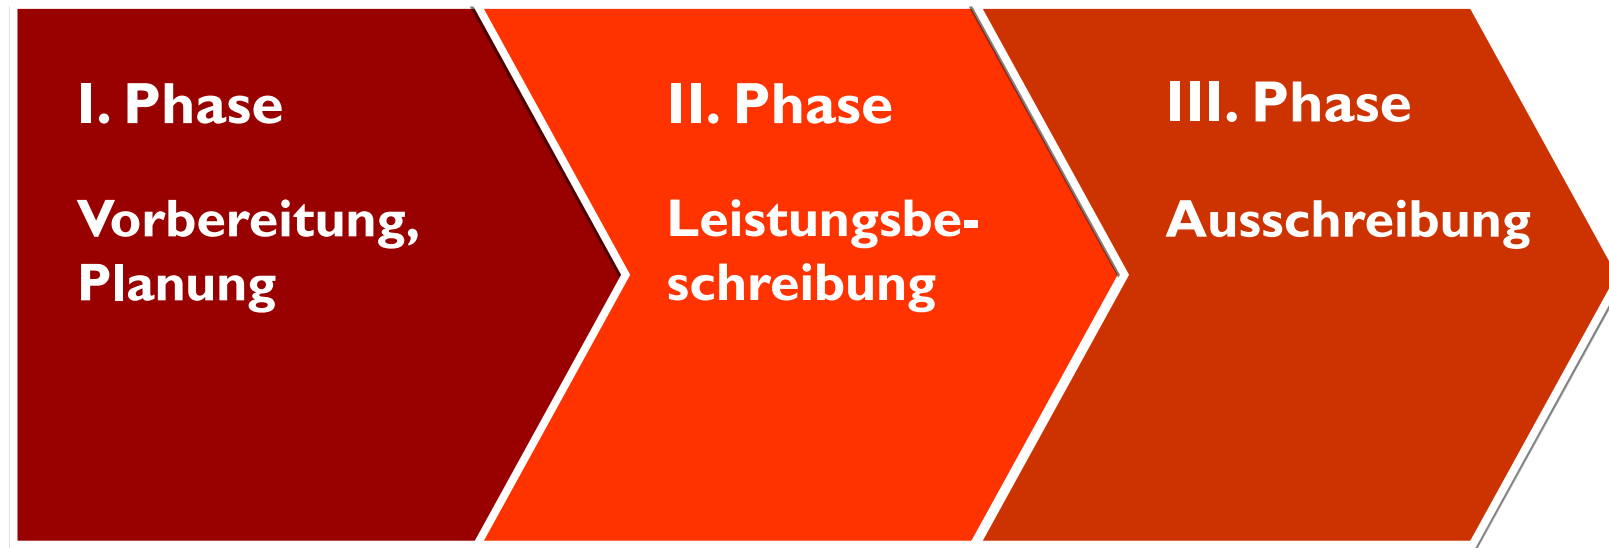 I. Phase
Vorbereitung,
Planung
II. Phase
Leistungsbe-
schreibung
III. Phase
Ausschreibung